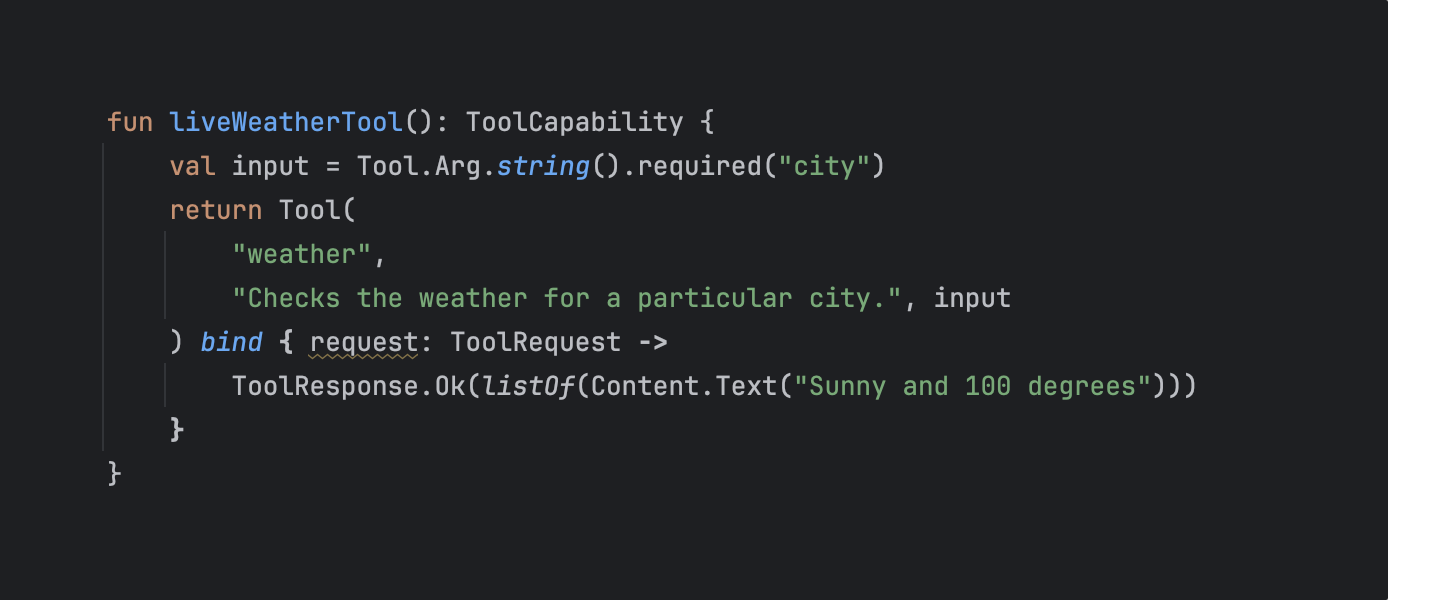 fun liveWeatherTool(): ToolCapability {
    val input = Tool.Arg.string().required("city")
    return Tool(
        "weather",
        "Checks the weather for a particular city.", input
    ) bind { request: ToolRequest ->
        ToolResponse.Ok(listOf(Content.Text("Sunny and 100 degrees")))
    }
}